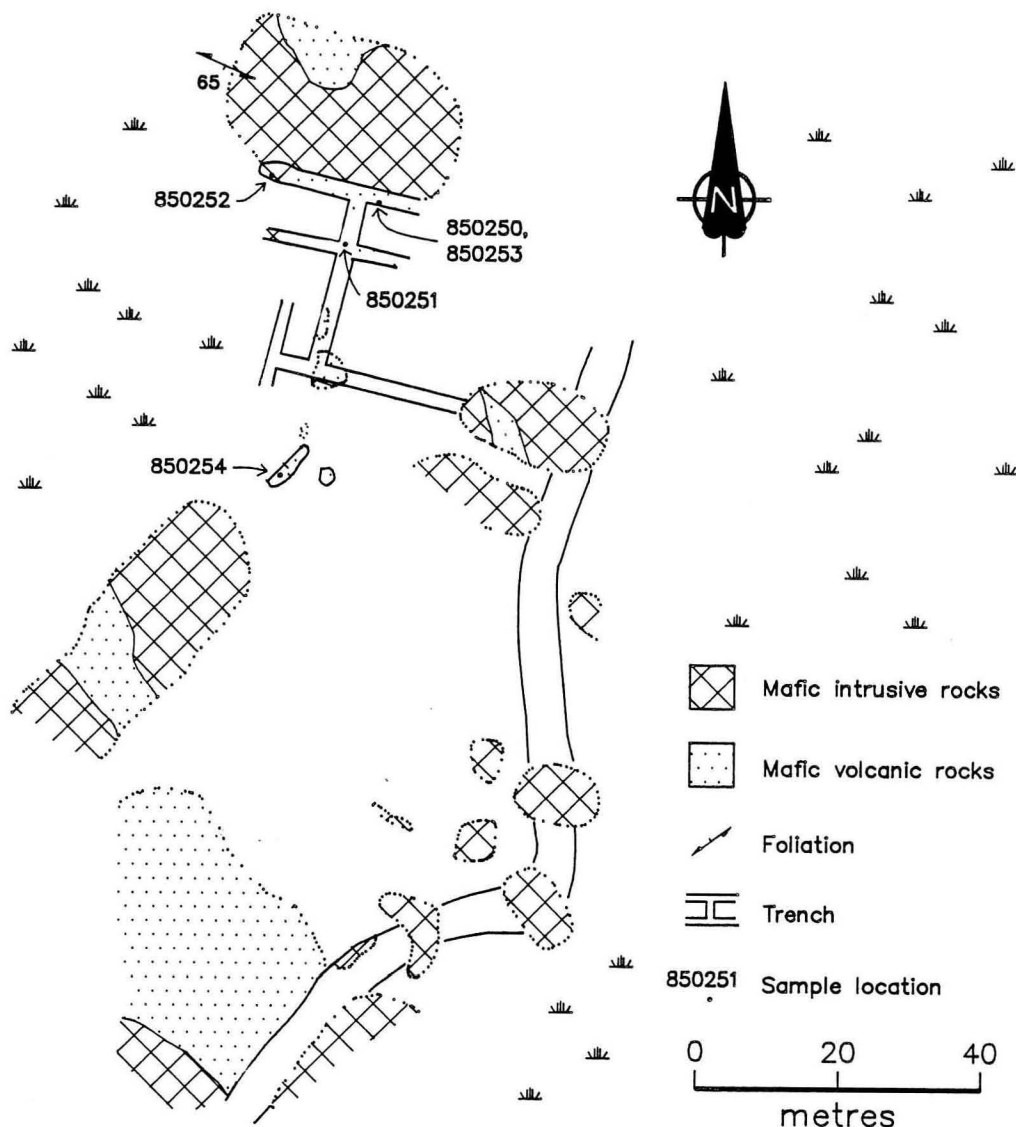 65
850252
850250,
850253
850251
850254
N
Mafic intrusive rocks
Mafic volcanic rocks
Foliation
Trench
850251 Sample location
0 20 40
metres